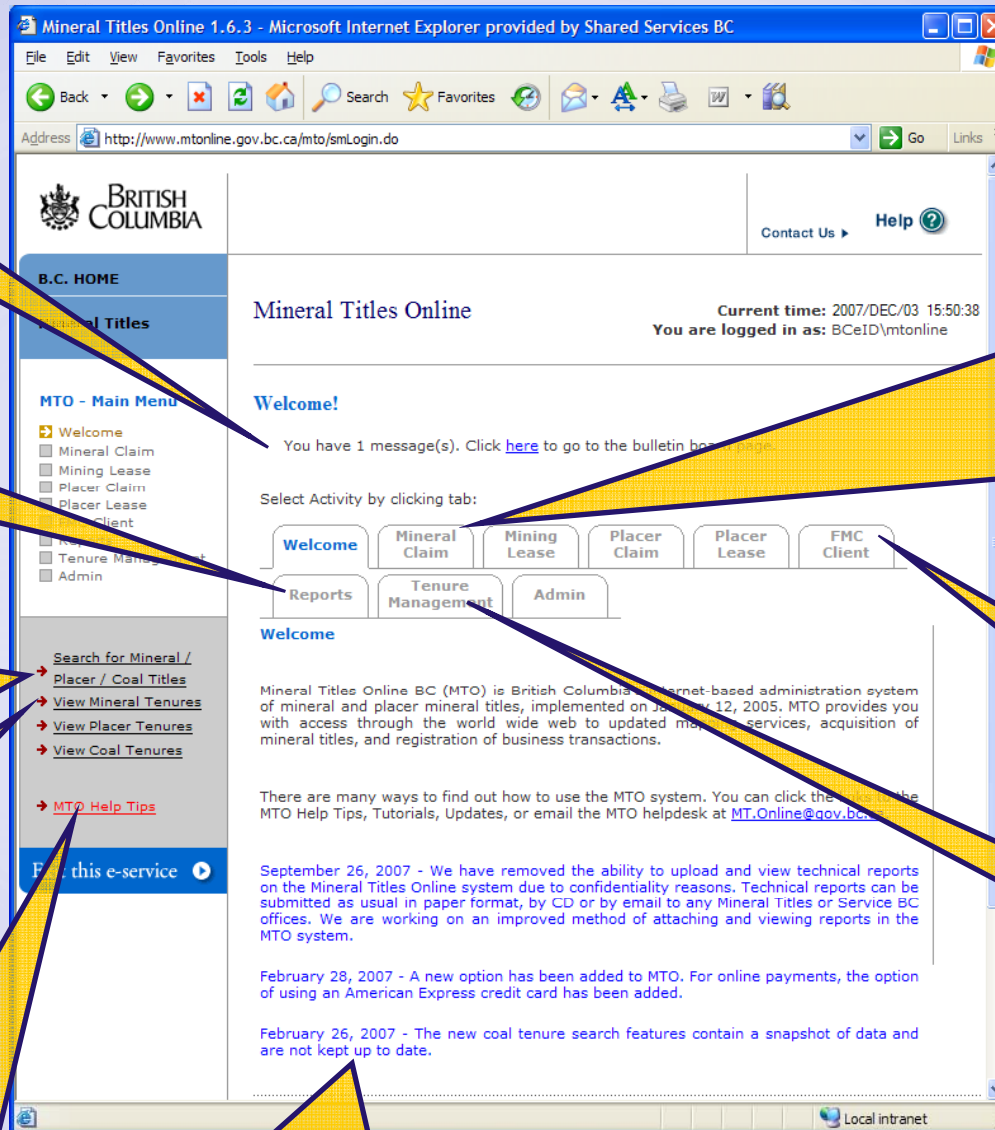 Mineral Titles Online 1.6.3 - Microsoft Internet Explorer provided by Shared Services BC
File Edit View Favorites Tools Help
Back Search Favorites
Address http://www.mtonline.gov.bc.ca/mto/smLogin.do Go Links
BRITISH COLUMBIA
Contact Us Help
B.C. HOME
Titles
Mineral Titles Online
Current time: 2007/DEC/03 15:50:38
You are logged in as: BCeID\mtonline
MTO - Main Menu
Welcome
Mineral Claim
Mining Lease
Placer Claim
Placer Lease
Client
Tenure Management
Admin
Welcome!
You have 1 message(s). Click here to go to the bulletin board page.
Select Activity by clicking tab:
Welcome
Mineral Claim
Mining Lease
Placer Claim
Placer Lease
FMC Client
Reports
Tenure Management
Admin
Search for Mineral /
Placer / Coal Titles
View Mineral Tenures
View Placer Tenures
View Coal Tenures
MTO Help Tips
this e-service
Welcome
Mineral Titles Online BC (MTO) is British Columbia's internet-based administration system
of mineral and placer mineral titles, implemented on January 12, 2005. MTO provides you
with access through the world wide web to updated mapping services, acquisition of
mineral titles, and registration of business transactions.
There are many ways to find out how to use the MTO system. You can click the links to the
MTO Help Tips, Tutorials, Updates, or email the MTO helpdesk at MT.Online@gov.bc.ca
September 26, 2007 - We have removed the ability to upload and view technical reports
on the Mineral Titles Online system due to confidentiality reasons. Technical reports can be
submitted as usual in paper format, by CD or by email to any Mineral Titles or Service BC
offices. We are working on an improved method of attaching and viewing reports in the
MTO system.
February 28, 2007 - A new option has been added to MTO. For online payments, the option
of using an American Express credit card has been added.
February 26, 2007 - The new coal tenure search features contain a snapshot of data and
are not kept up to date.
Local intranet